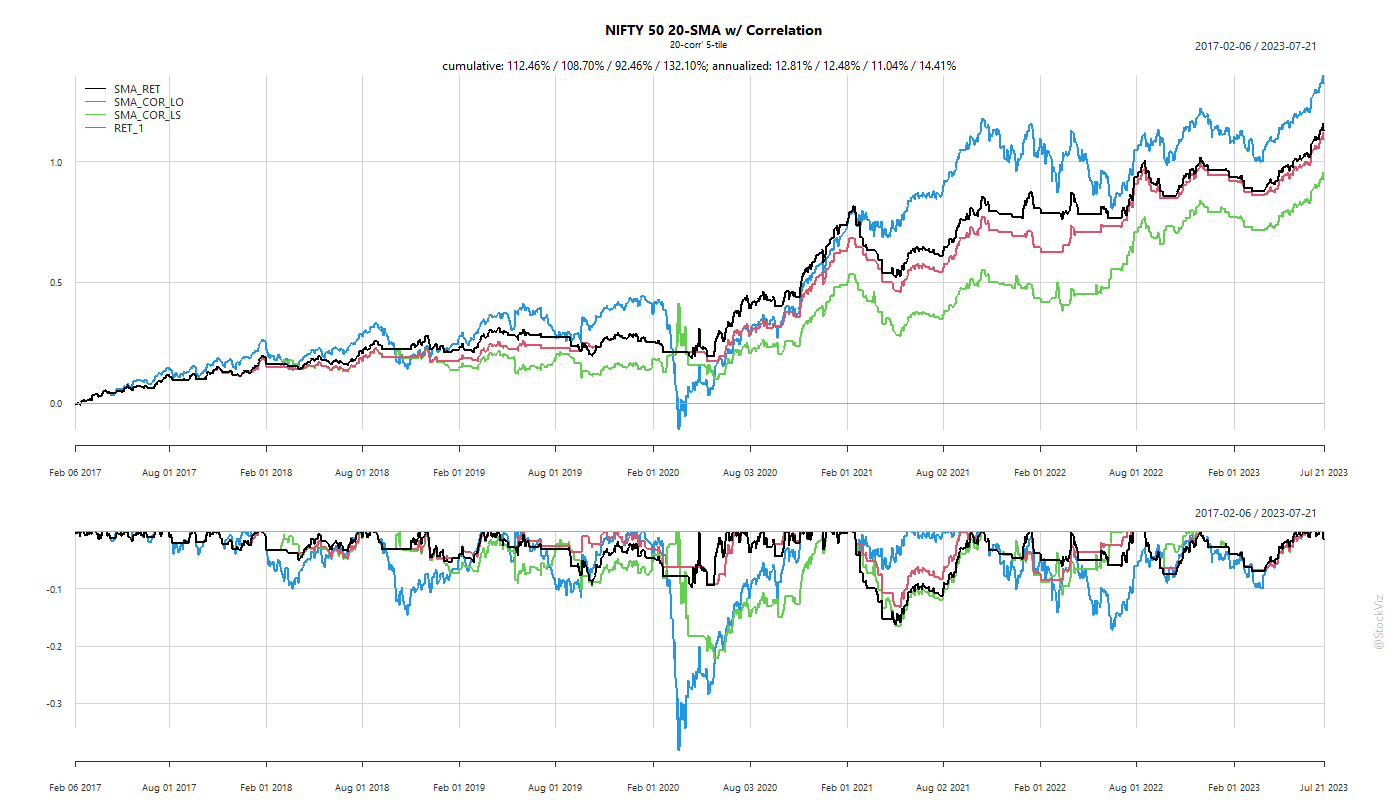 NIFTY 50 20-SMA w/ Correlation
20-corr' 5-tile
2017-02-06 / 2023-07-21
cumulative: 112.46% / 108.70% / 92.46% / 132.10%; annualized: 12.81% / 12.48% / 11.04% / 14.41%
SMA_RET
SMA_COR_LO
SMA_COR_LS
RET_1
1.0
0.5
0.0
Feb 06 2017 Aug 01 2017 Feb 01 2018 Aug 01 2018 Feb 01 2019 Aug 01 2019 Feb 01 2020 Aug 03 2020 Feb 01 2021 Aug 02 2021 Feb 01 2022 Aug 01 2022 Feb 01 2023 Jul 21 2023
2017-02-06 / 2023-07-21
-0.1
-0.2
-0.3
Feb 06 2017 Aug 01 2017 Feb 01 2018 Aug 01 2018 Feb 01 2019 Aug 01 2019 Feb 01 2020 Aug 03 2020 Feb 01 2021 Aug 02 2021 Feb 01 2022 Aug 01 2022 Feb 01 2023 Jul 21 2023
@StockViz